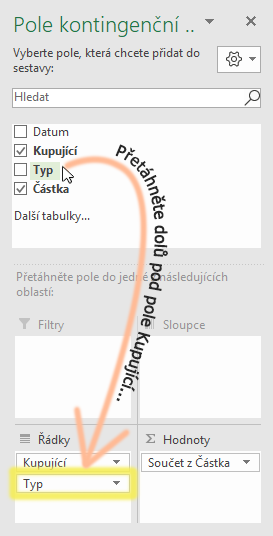 Pole kontingenční ..
Vyberte pole, která chcete přidat do
sestavy:
Hledat
Datum
Kupující
Typ
Částka
Další tabulky...
Přetáhněte dolů pod pole Kupující...
Přetáhněte pole do jedné následujících
oblastí:
Filtry
Sloupce
Řádky
Σ Hodnoty
Kupující
Součet z Částka
Typ